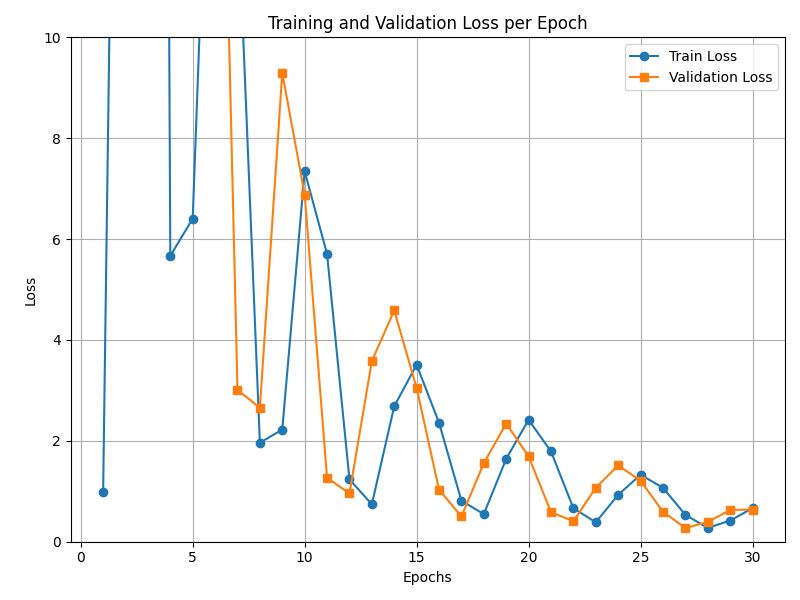 Training and Validation Loss per Epoch
Train Loss
Validation Loss
Loss
10
8
6
4
2
0
0 5 10 15 20 25 30
Epochs